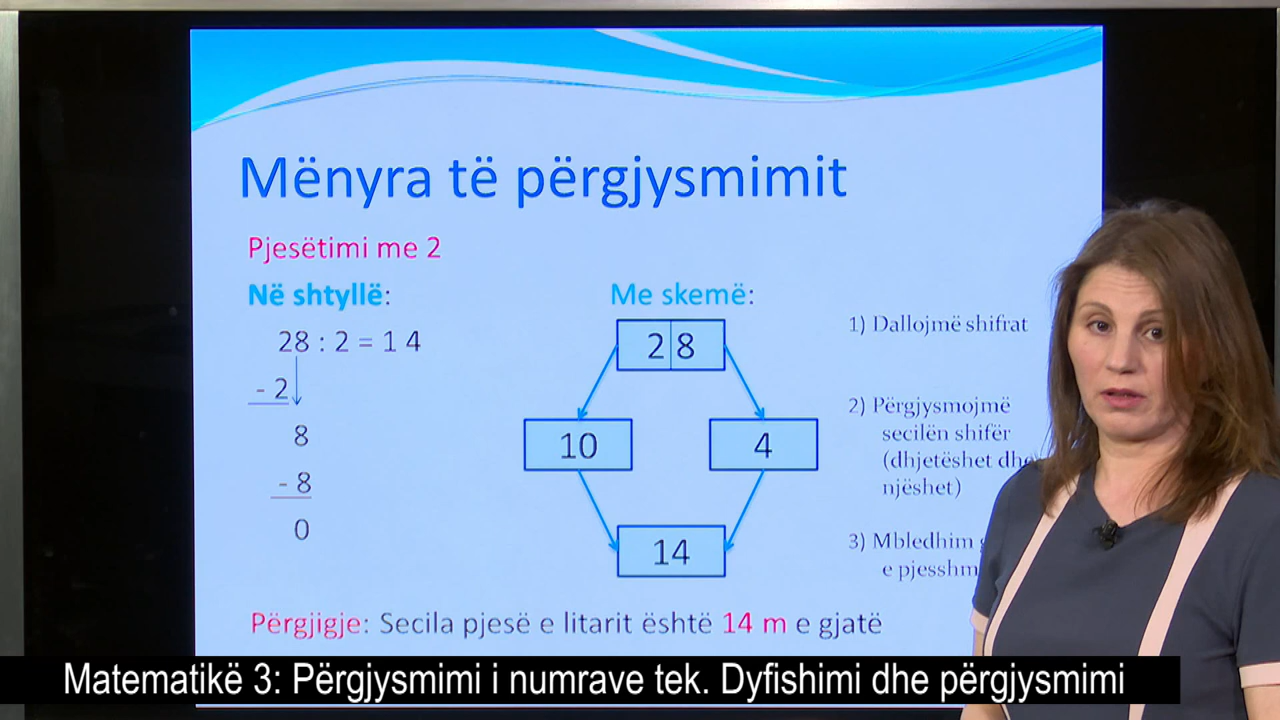 Mënyra të përgjysmimit
Pjesëtimi me 2
Në shtyllë:
28 : 2 = 1 4
- 2
8
- 8
0
Me skemë:
2 8
10
4
14
1) Dallojmë shifrat
2) Përgjysmojmë
secilën shifër
(dhjetëshet dhe
njëshet)
3) Mbledhim
e pjesshm
Përgjigje: Secila pjesë e litarit është 14 m e gjatë
Matematikë 3: Përgjysmimi i numrave tek. Dyfishimi dhe përgjysmimi